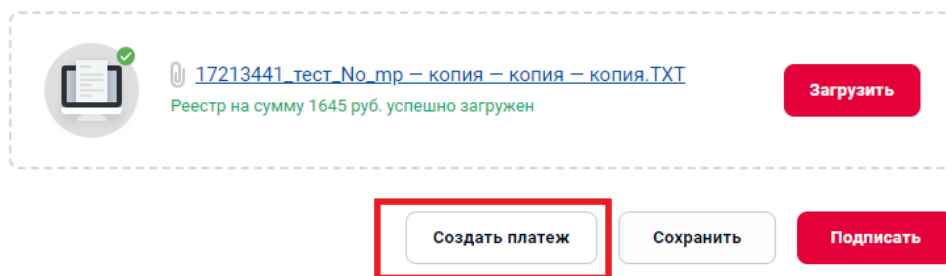 17213441_тест_No_mp — копия — копия — копия.TXT
Реестр на сумму 1645 руб. успешно загружен
Загрузить
Создать платеж
Сохранить
Подписать